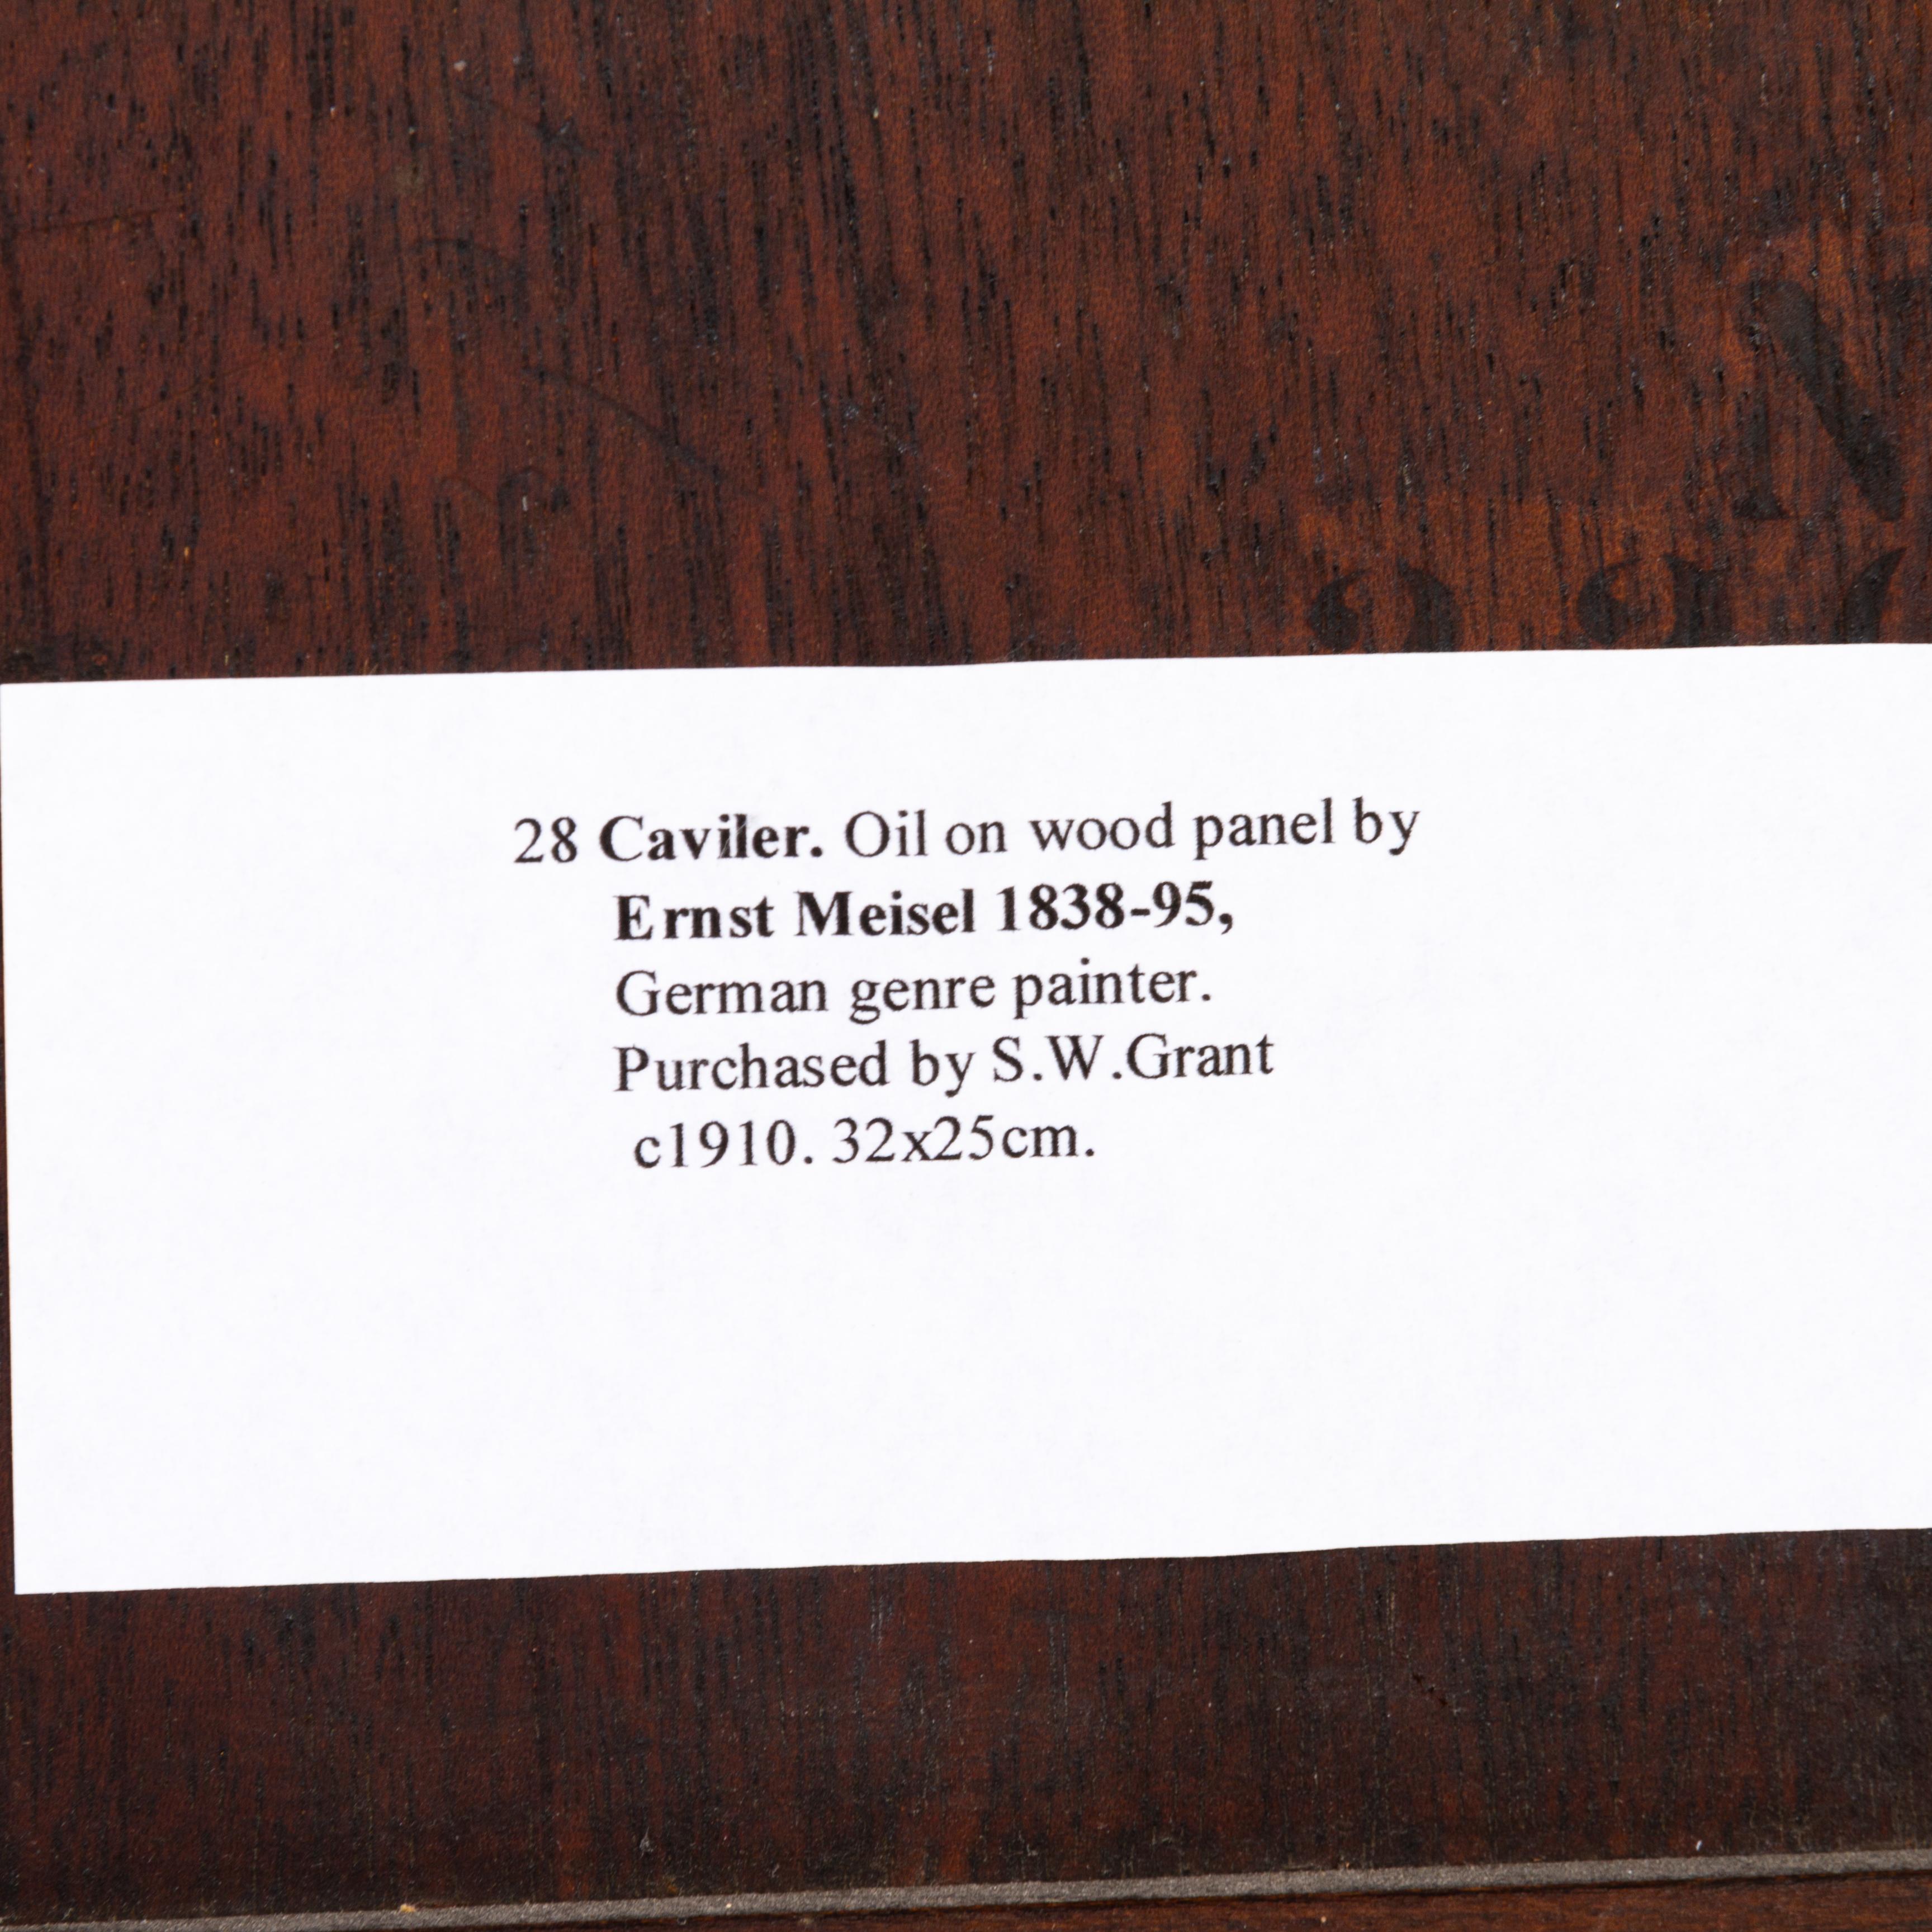 28 Caviler. Oil on wood panel by
Ernst Meisel 1838-95,
German genre painter.
Purchased by S.W.Grant
c1910. 32x25cm.